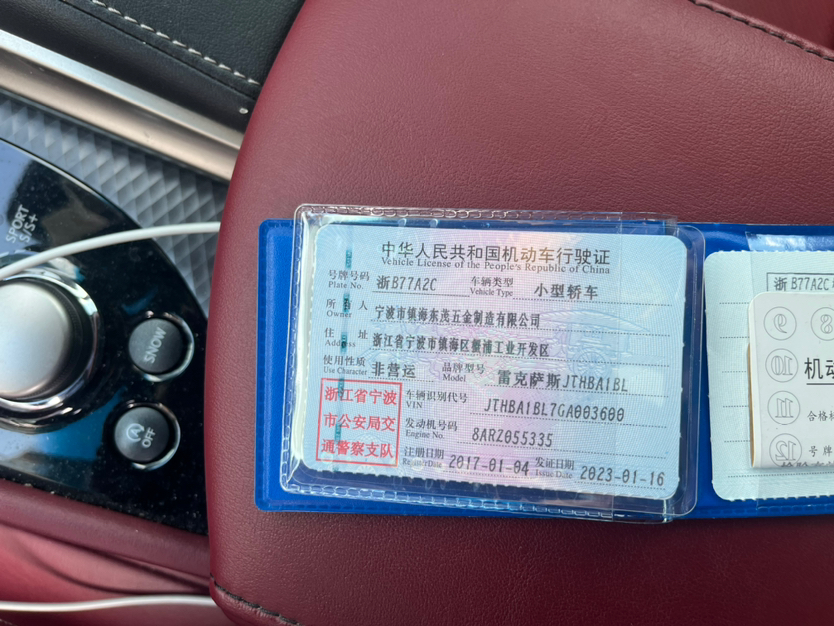 SPORT
S/S+
SNOW
OFF
中华人民共和国机动车行驶证
Vehicle License of the People's Republic of China
号牌号码 浙B77A2C 车辆类型 小型轿车
Plate No. Vehicle Type
所有人 宁波市镇海东茂五金制造有限公司
Owner
住址 浙江省宁波市镇海区澥浦工业开发区
Address
使用性质 非营运 品牌型号 雷克萨斯JTHBA1BL
Use Character Model
浙江省宁波
市公安局交
通警察支队
车辆识别代号 JTHBA1BL7GA003600
VIN
发动机号码 8ARZ055335
Engine No.
注册日期 2017-01-04 发证日期 2023-01-16
Register Date Issue Date
浙B77A2C
⑨ ⑧
⑩ 机动
⑪ 合格
⑫ 号牌